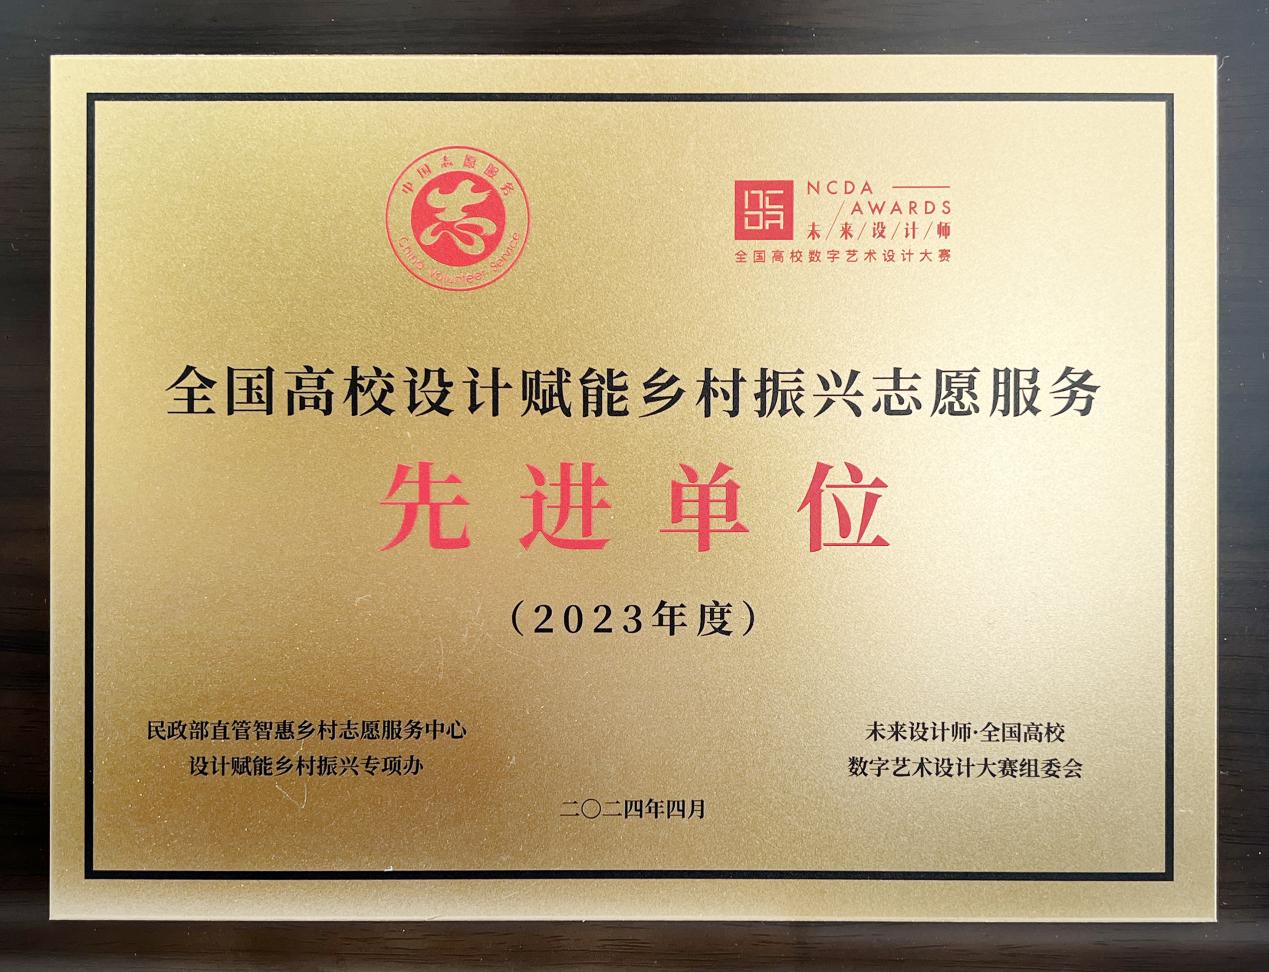 中国志愿服务
China Volunteer Service
NCDA
AWARDS
未/来/设/计/师
全国高校数字艺术设计大赛
全国高校设计赋能乡村振兴志愿服务
先进单位
（2023年度）
民政部直管智惠乡村志愿服务中心
设计赋能乡村振兴专项办
未来设计师·全国高校
数字艺术设计大赛组委会
二〇二四年四月